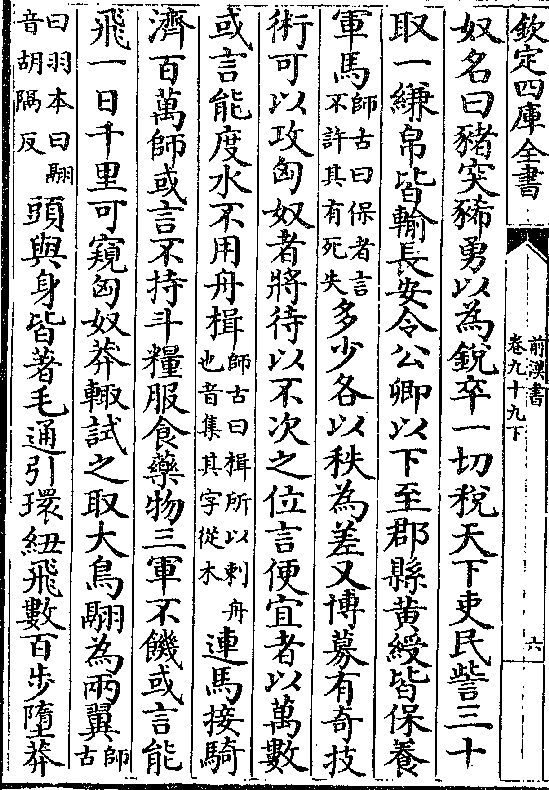 欽定四庫全書
前漢書
卷九十九下
六
奴名曰豬突豨勇以為銳卒一切稅天下吏民訾三十
取一縑帛皆輸長安令公卿以下至郡縣黃綬皆保養
軍馬師古曰保者言
不許其有死失多少各以秩為差又博募有奇技
術可以攻匈奴者將待以不次之位言便宜者以萬數
或言能度水不用舟楫師古曰楫所以刺舟
也音集其字從木連馬接騎
濟百萬師或言不持斗糧服食藥物三軍不饑或言能
飛一日千里可窺匈奴莽輒試之取大鳥翮為兩翼師
古
曰羽本曰翮
音胡隔反頭與身皆著毛通引環紐飛數百步墮莽